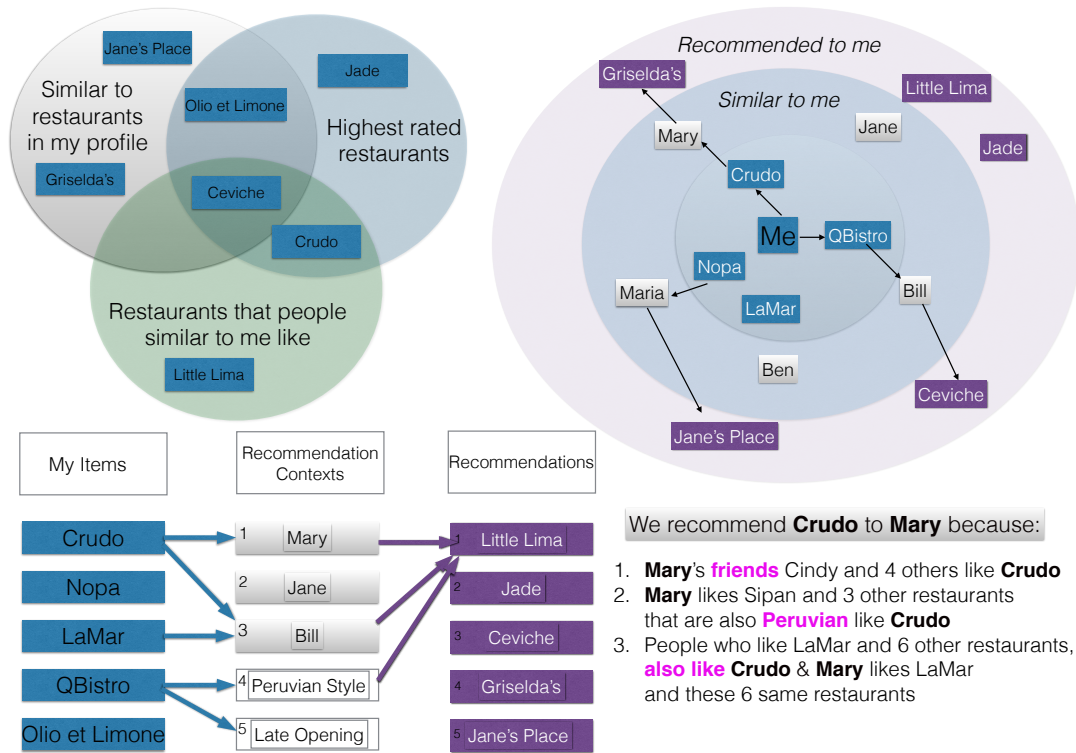 Jane's Place
Jade
Similar to
restaurants
in my profile
Olio et Limone
Highest rated
restaurants
Griselda's
Ceviche
Crudo
Restaurants that people
similar to me like
Little Lima
Recommended to me
Griselda's
Little Lima
Similar to me
Mary
Jane
Jade
Crudo
Me
QBistro
Nopa
Maria
Bill
LaMar
Ben
Ceviche
Jane's Place
My Items
Recommendation
Contexts
Recommendations
Crudo
1 Mary
1 Little Lima
Nopa
2 Jane
2 Jade
LaMar
3 Bill
3 Ceviche
QBistro
4 Peruvian Style
4 Griselda's
Olio et Limone
5 Late Opening
5 Jane's Place
We recommend Crudo to Mary because:
1. Mary's friends Cindy and 4 others like Crudo
2. Mary likes Sipan and 3 other restaurants
that are also Peruvian like Crudo
3. People who like LaMar and 6 other restaurants,
also like Crudo & Mary likes LaMar
and these 6 same restaurants